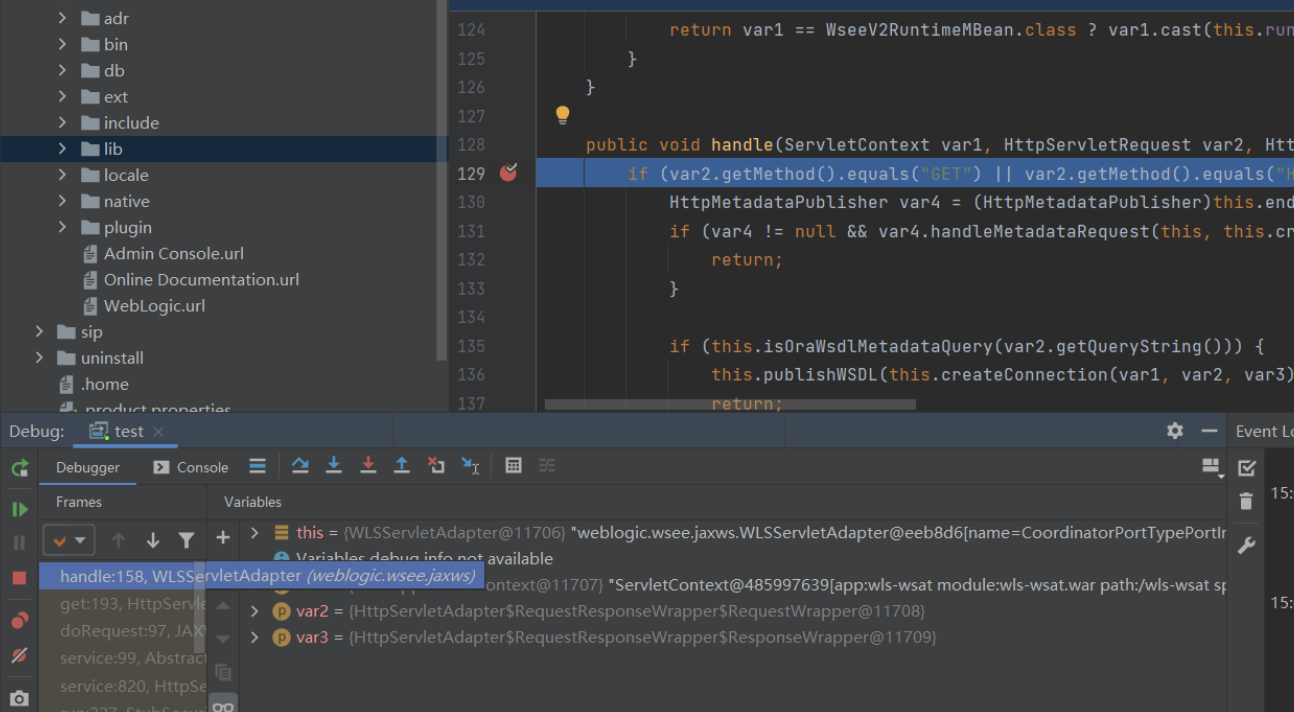 adr
bin
db
ext
include
lib
locale
native
plugin
Admin Console.url
Online Documentation.url
WebLogic.url
sip
uninstall
.home
.product.properties
124 return var1 == WseeV2RuntimeMBean.class ? var1.cast(this.run
125 }
126 }
127
128 public void handle(ServletContext var1, HttpServletRequest var2, Htt
129 if (var2.getMethod().equals("GET") || var2.getMethod().equals("H
130 HttpMetadataPublisher var4 = (HttpMetadataPublisher)this.end
131 if (var4 != null && var4.handleMetadataRequest(this, this.cr
132 return;
133 }
134
135 if (this.isOraWsdlMetadataQuery(var2.getQueryString())) {
136 this.publishWSDL(this.createConnection(var1, var2, var3)
137 return;
Debug: test
Event Lo
Debugger Console
Frames
Variables
handle:158, WLSServletAdapter (weblogic.wsee.jaxws)
get:193, HttpServle
doRequest:97, JAX
service:99, Abstract
service:820, HttpSe
run:227, StubSecuri
this = {WLSServletAdapter@11706} "weblogic.wsee.jaxws.WLSServletAdapter@eeb8d6[name=CoordinatorPortTypePortIr
Variables debug info not available
ontext@11707} "ServletContext@485997639[app:wls-wsat module:wls-wsat.war path:/wls-wsat sp
var2 = {HttpServletAdapter$RequestResponseWrapper$RequestWrapper@11708}
var3 = {HttpServletAdapter$RequestResponseWrapper$ResponseWrapper@11709}
15:
15: